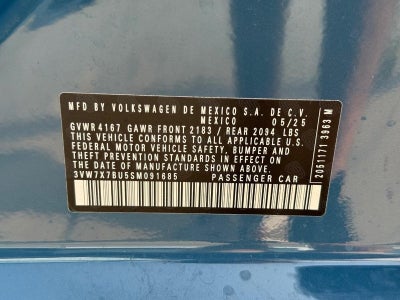 MFD BY VOLKSWAGEN DE MEXICO S.A. DE C.V.
MEXICO 05/25
GVWR 4167 GAWR FRONT 2183 / REAR 2094 LBS
THIS VEHICLE CONFORMS TO ALL APPLICABLE U.S.
FEDERAL MOTOR VEHICLE SAFETY, BUMPER AND
THEFT PREVENTION STANDARDS IN EFFECT ON
THE DATE OF MANUFACTURE SHOWN ABOVE.
3VW7X7BU5SM091685 PASSENGER CAR
2051171 3963 M